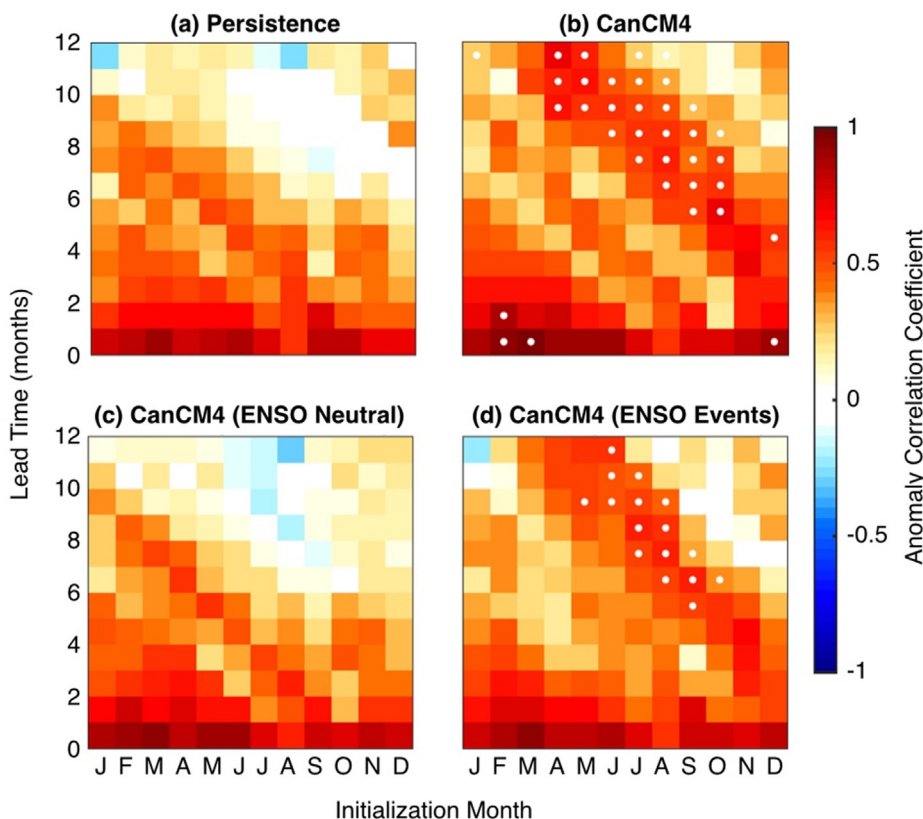 (a) Persistence
(b) CanCM4
12
10
8
6
4
2
0
1
0.5
0
-0.5
-1
Anomaly Correlation Coefficient
Lead Time (months)
(c) CanCM4 (ENSO Neutral)
(d) CanCM4 (ENSO Events)
12
10
8
6
4
2
0
J F M A M J J A S O N D
J F M A M J J A S O N D
Initialization Month